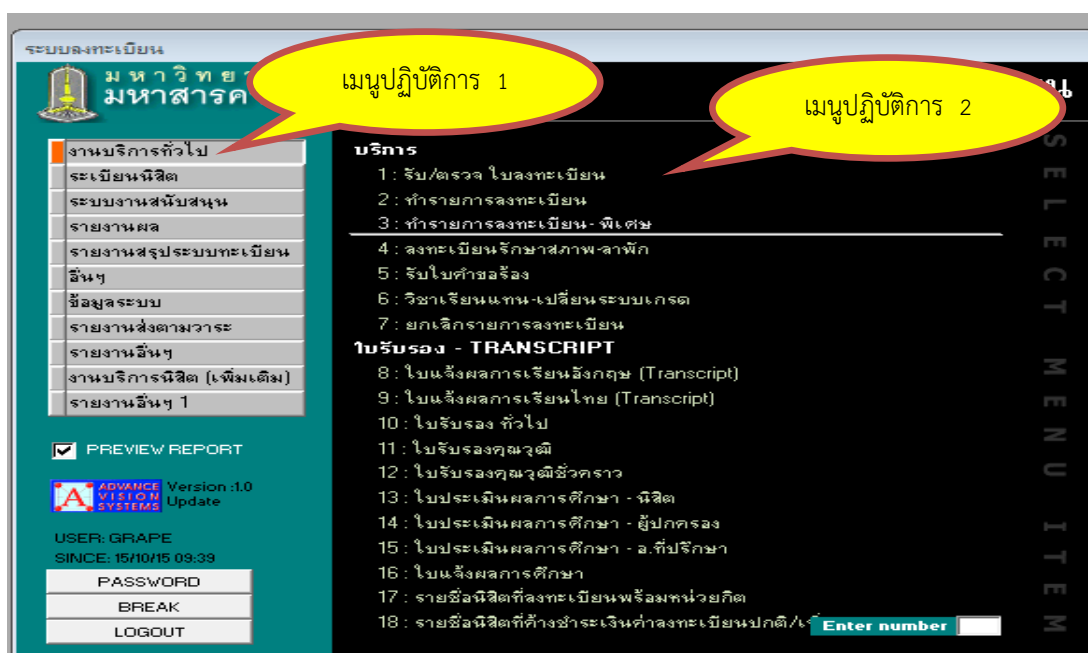 ระบบลงทะเบียน
มหาวิทย
มหาสารค
เมนูปฏิบัติการ 1
เมนูปฏิบัติการ 2
น
งานบริการทั่วไป
ระเบียนนิสิต
ระบบงานสนับสนุน
รายงานผล
รายงานสรุประบบทะเบียน
อื่นๆ
ข้อมูลระบบ
รายงานส่งตามวาระ
รายงานอื่นๆ
งานบริการนิสิต (เพิ่มเติม)
รายงานอื่นๆ 1
PREVIEW REPORT
A ADVANCE VISION SYSTEMS
Version :1.0
Update
USER: GRAPE
SINCE: 15/10/15 09:39
PASSWORD
BREAK
LOGOUT
บริการ
1 : รับ/ตรวจ ใบลงทะเบียน
2 : ทำรายการลงทะเบียน
3 : ทำรายการลงทะเบียน- พิเศษ
4 : ลงทะเบียนรักษาสภาพ-ลาพัก
5 : รับใบคำขอร้อง
6 : วิชาเรียนแทน-เปลี่ยนระบบเกรด
7 : ยกเลิกรายการลงทะเบียน
ใบรับรอง - TRANSCRIPT
8 : ใบแจ้งผลการเรียนอังกฤษ (Transcript)
9 : ใบแจ้งผลการเรียนไทย (Transcript)
10 : ใบรับรอง ทั่วไป
11 : ใบรับรองคุณวุฒิ
12 : ใบรับรองคุณวุฒิชั่วคราว
13 : ใบประเมินผลการศึกษา - นิสิต
14 : ใบประเมินผลการศึกษา - ผู้ปกครอง
15 : ใบประเมินผลการศึกษา - อ.ที่ปรึกษา
16 : ใบแจ้งผลการศึกษา
17 : รายชื่อนิสิตที่ลงทะเบียนพร้อมหน่วยกิต
18 : รายชื่อนิสิตที่ค้างชำระเงินค่าลงทะเบียนปกติ/
Enter number
SELECT MENU ITEM